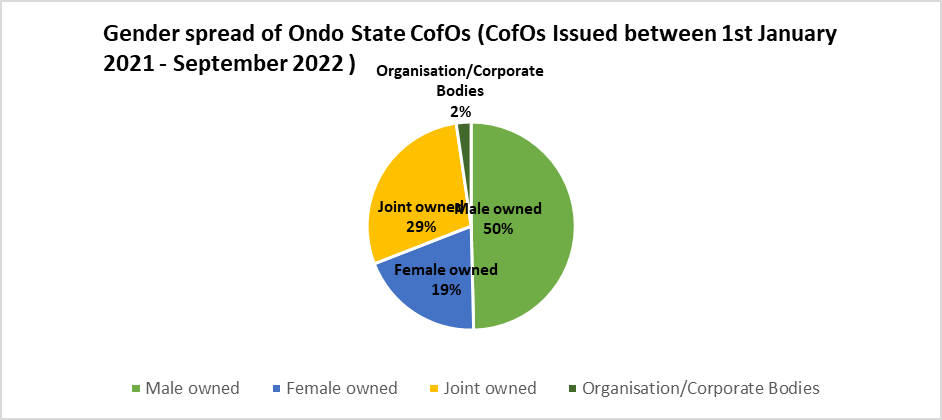 Gender spread of Ondo State CofOs (CofOs Issued between 1st January
2021 - September 2022 )
Organisation/Corporate
Bodies
2%
Joint owned
29%
Male owned
50%
Female owned
19%
Male owned
Female owned
Joint owned
Organisation/Corporate Bodies